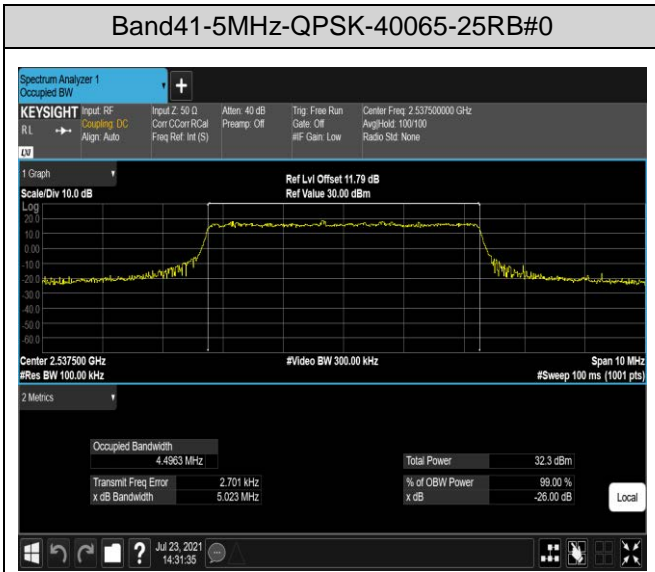 Band41-5MHz-QPSK-40065-25RB#0
Spectrum Analyzer 1
Occupied BW
+
KEYSIGHT
RL
LXI
Input: RF
Coupling: DC
Align: Auto
Input Z: 50 Ω
Corr CCorr RCal
Freq Ref: Int (S)
Atten: 40 dB
Preamp: Off
Trig: Free Run
Gate: Off
#IF Gain: Low
Center Freq: 2.537500000 GHz
Avg|Hold: 100/100
Radio Std: None
1 Graph
Scale/Div 10.0 dB
Ref Lvl Offset 11.79 dB
Ref Value 30.00 dBm
Log
20.0
10.0
0.00
-10.0
-20.0
-30.0
-40.0
-50.0
-60.0
Center 2.537500 GHz
#Res BW 100.00 kHz
#Video BW 300.00 kHz
Span 10 MHz
#Sweep 100 ms (1001 pts)
2 Metrics
Occupied Bandwidth
4.4963 MHz
Transmit Freq Error 2.701 kHz
x dB Bandwidth 5.023 MHz
Total Power 32.3 dBm
% of OBW Power 99.00 %
x dB -26.00 dB
Local
?
Jul 23, 2021
14:31:35